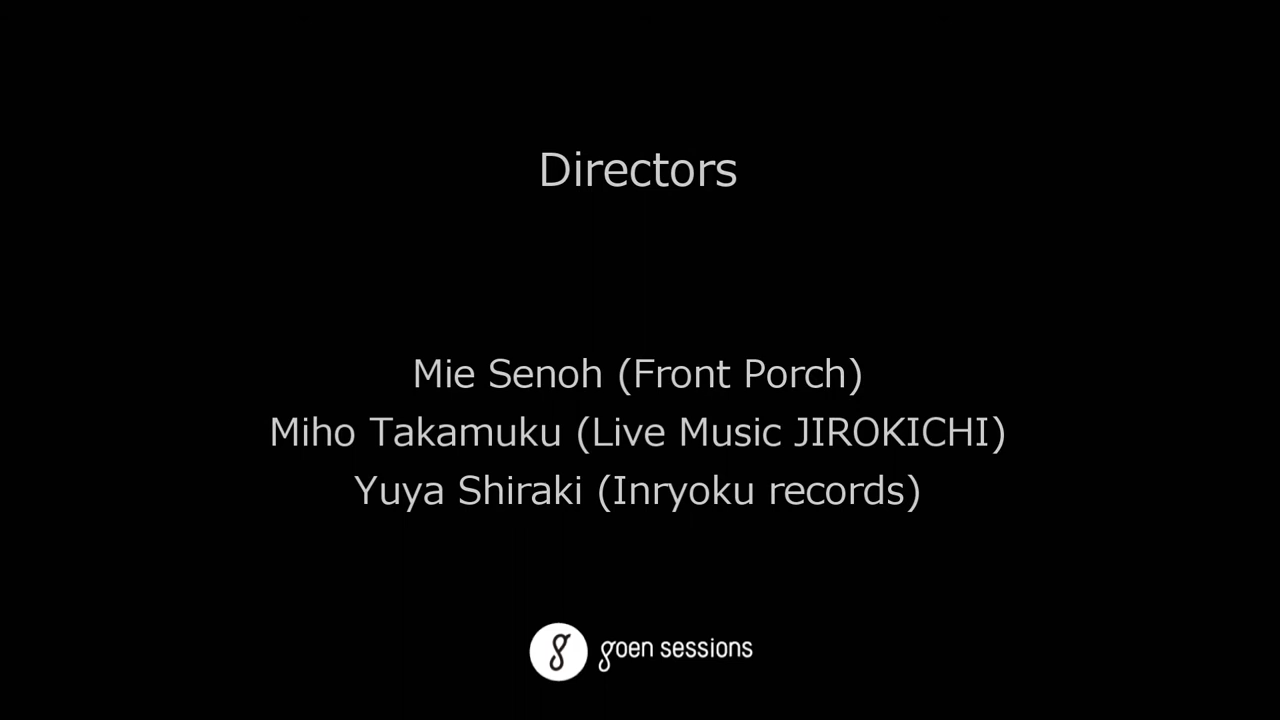 Directors
Mie Senoh (Front Porch)
Miho Takamuku (Live Music JIROKICHI)
Yuya Shiraki (Inryoku records)
g goen sessions